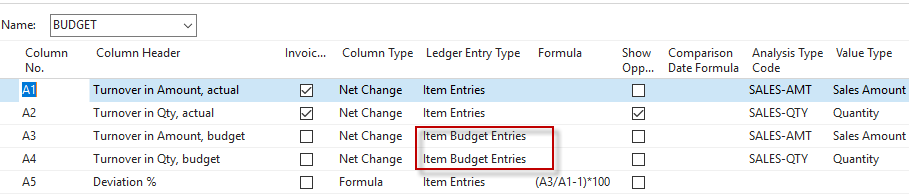 Name: BUDGET
Column No. Column Header Invoic... Column Type Ledger Entry Type Formula Show Opp... Comparison Date Formula Analysis Type Code Value Type
A1 Turnover in Amount, actual Net Change Item Entries SALES-AMT Sales Amount
A2 Turnover in Qty, actual Net Change Item Entries SALES-QTY Quantity
A3 Turnover in Amount, budget Net Change Item Budget Entries SALES-AMT Sales Amount
A4 Turnover in Qty, budget Net Change Item Budget Entries SALES-QTY Quantity
A5 Deviation % Formula Item Entries (A3/A1-1)*100